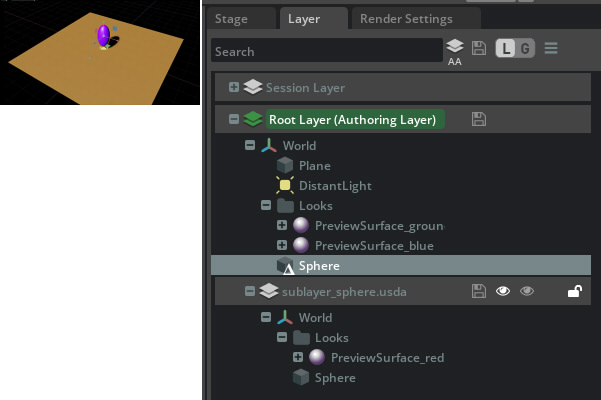 Stage Layer Render Settings
Search AA L G
Session Layer
Root Layer (Authoring Layer)
World
Plane
DistantLight
Looks
PreviewSurface_groun
PreviewSurface_blue
Sphere
sublayer_sphere.usda
World
Looks
PreviewSurface_red
Sphere